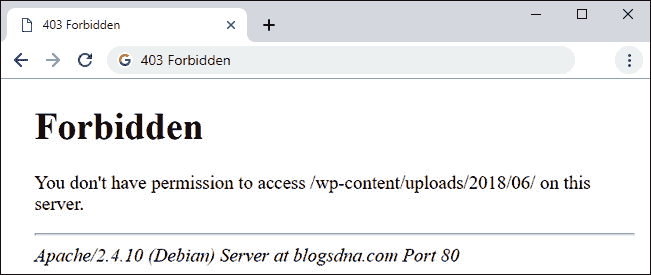 403 Forbidden
403 Forbidden
Forbidden
You don't have permission to access /wp-content/uploads/2018/06/ on this
server.
Apache/2.4.10 (Debian) Server at blogsdna.com Port 80